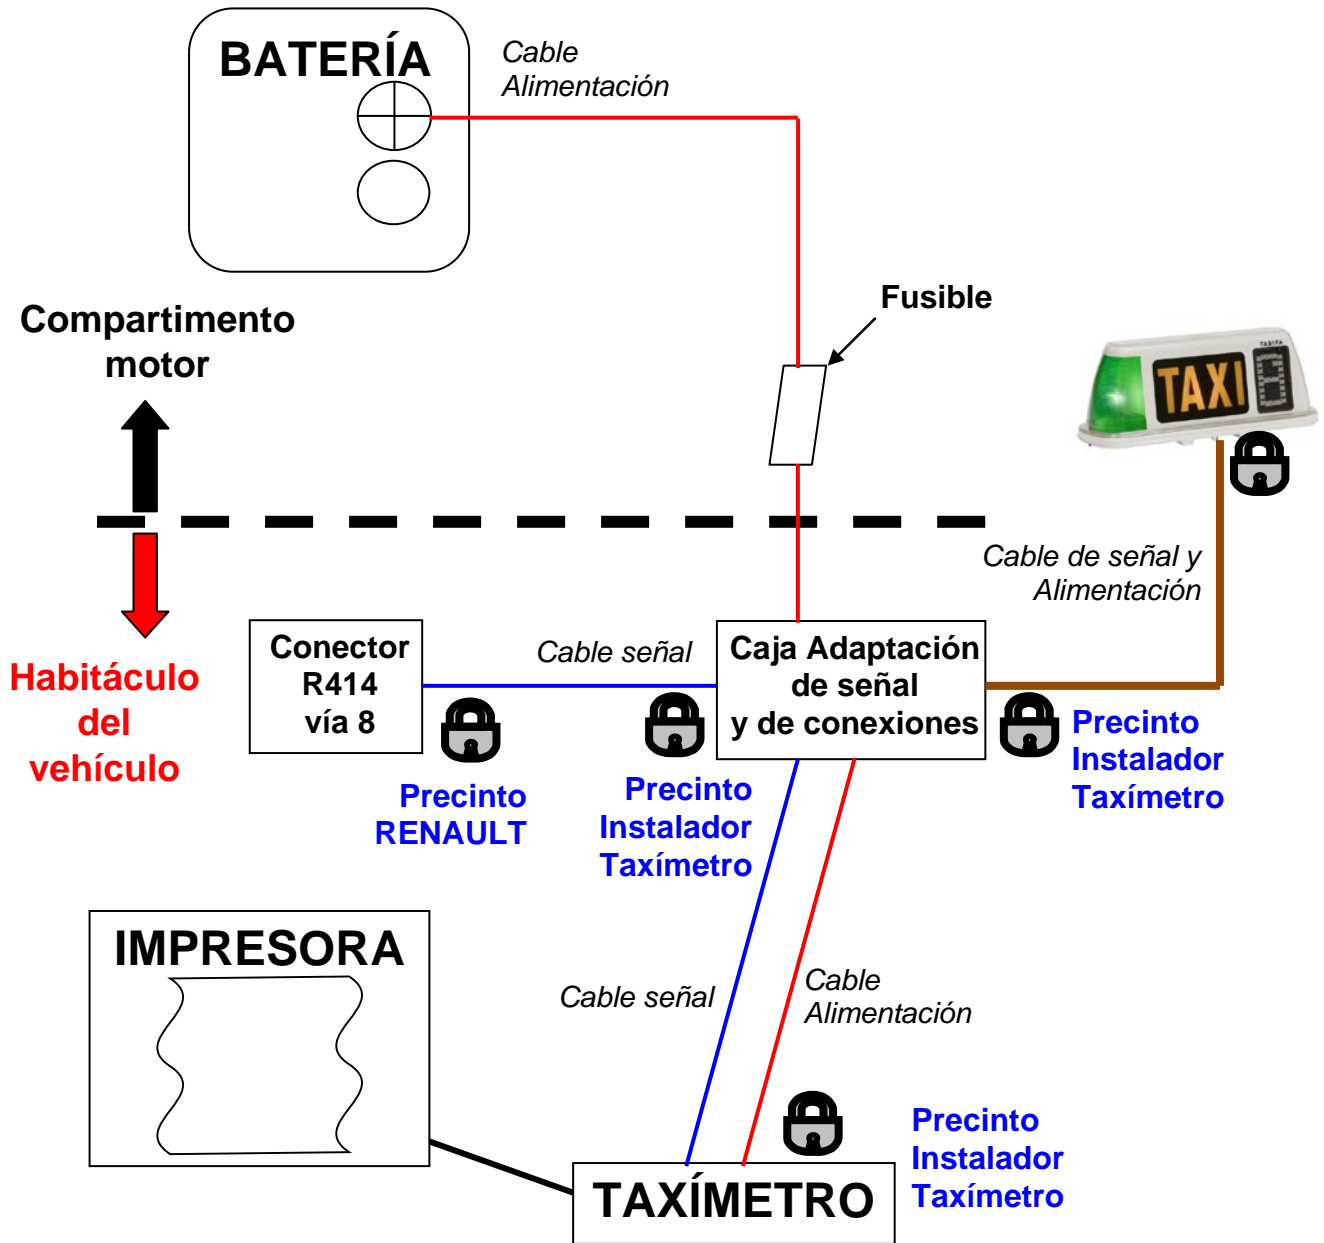 BATERÍA
Cable
Alimentación
Fusible
Compartimento
motor
TAXI
Cable de señal y
Alimentación
Habitáculo
del
vehículo
Conector
R414
vía 8
Cable señal
Caja Adaptación
de señal
y de conexiones
Precinto
RENAULT
Precinto
Instalador
Taxímetro
Precinto
Instalador
Taxímetro
IMPRESORA
Cable señal
Cable
Alimentación
Precinto
Instalador
Taxímetro
TAXÍMETRO